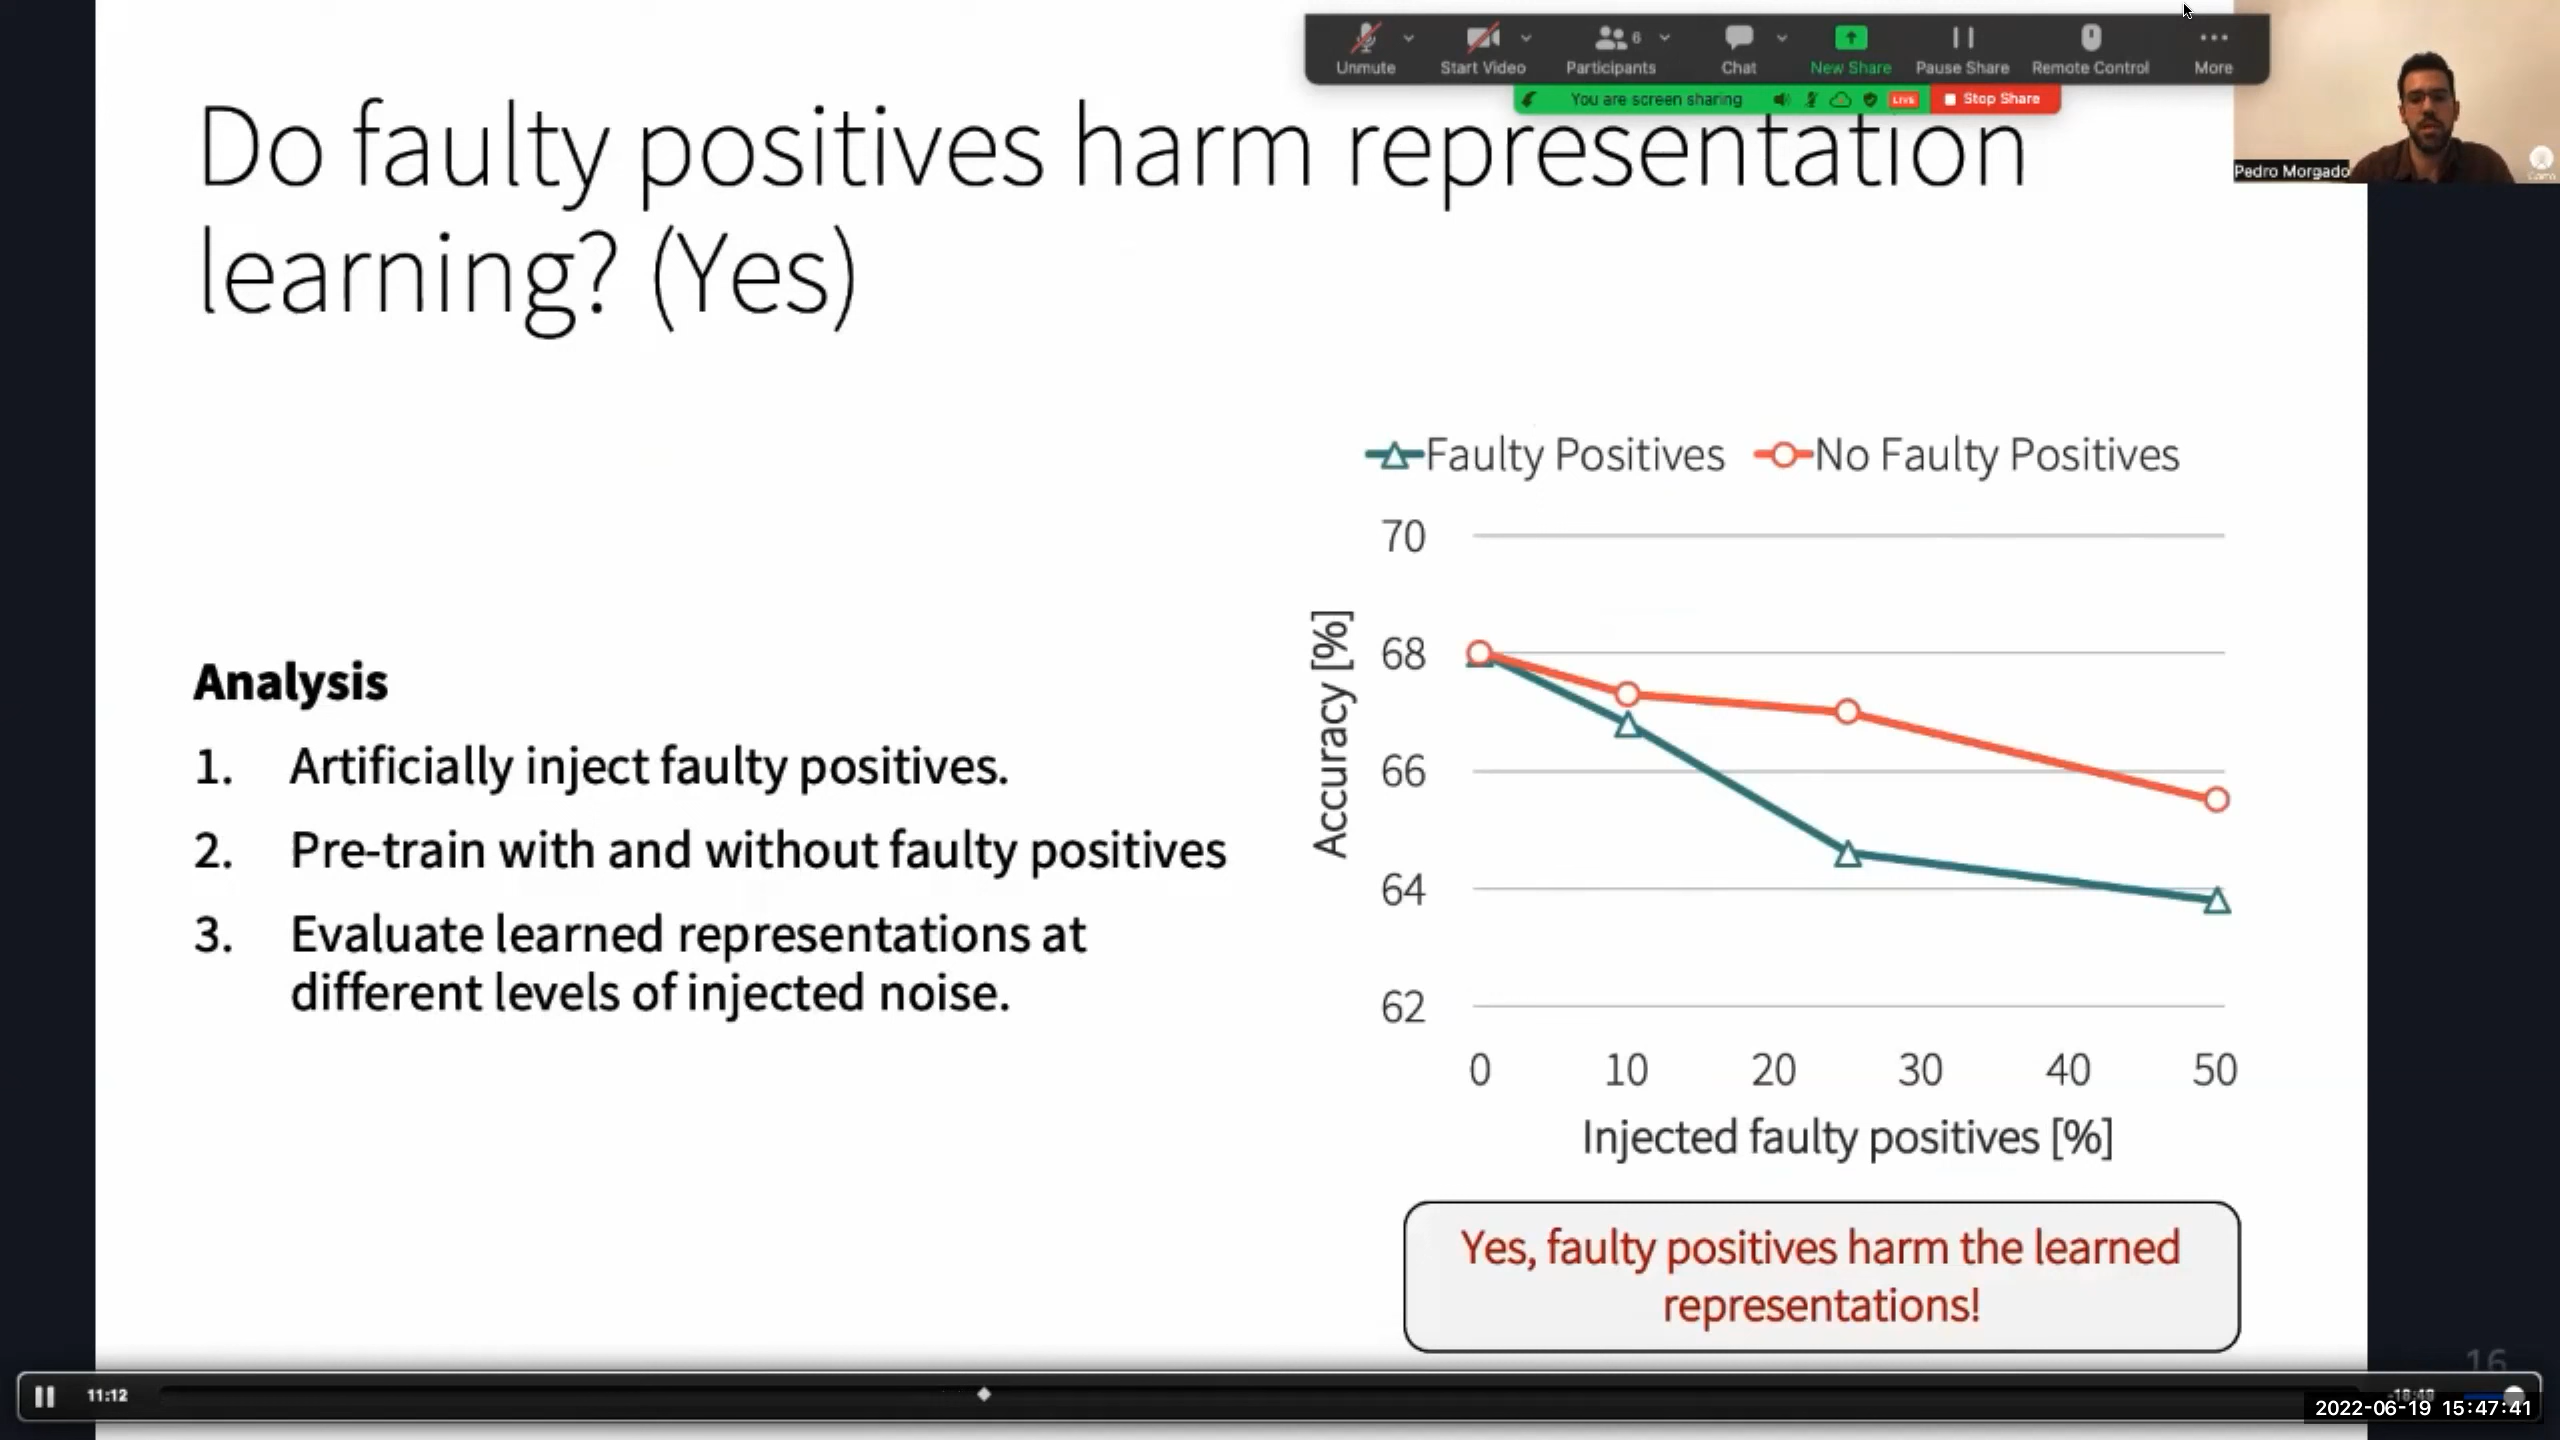 Unmute
Start Video
6
Participants
Chat
New Share
Pause Share
Remote Control
More
You are screen sharing
LIVE
Stop Share
Pedro Morgado
Do faulty positives harm representation
learning? (Yes)
Analysis
1. Artificially inject faulty positives.
2. Pre-train with and without faulty positives
3. Evaluate learned representations at
different levels of injected noise.
Faulty Positives No Faulty Positives
70
68
66
64
62
Accuracy [%]
0 10 20 30 40 50
Injected faulty positives [%]
Yes, faulty positives harm the learned
representations!
16
11:12
-18:49
2022-06-19 15:47:41